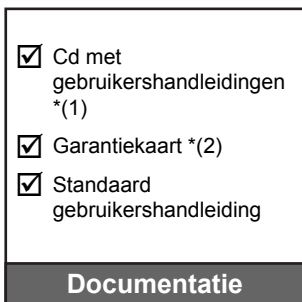 Cd met
gebruikershandleidingen
*(1)
Garantiekaart *(2)
Standaard
gebruikershandleiding
Documentatie